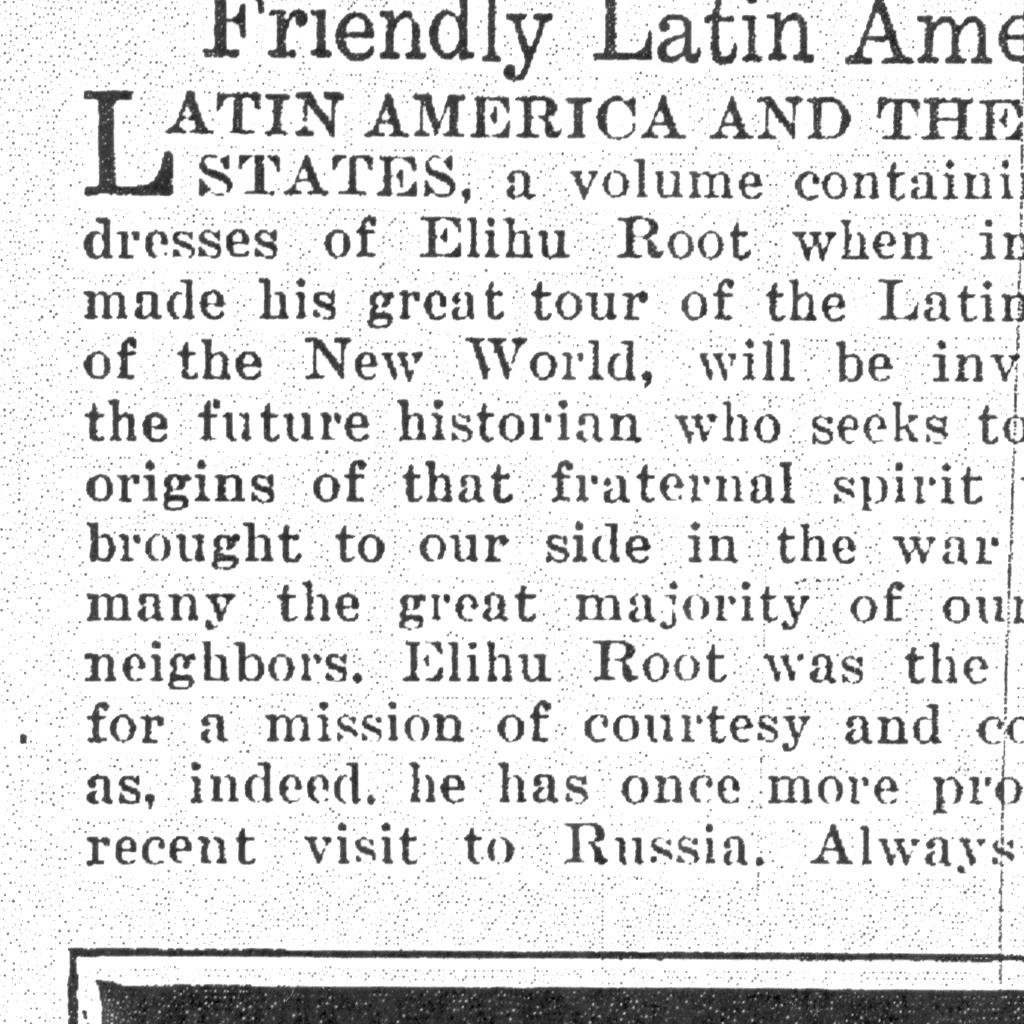 Friendly Latin Ame
LATIN AMERICA AND THE
STATES, a volume containi
dresses of Elihu Root when in
made his great tour of the Latin
of the New World, will be inv
the future historian who seeks to
origins of that fraternal spirit
brought to our side in the war
many the great majority of our
neighbors. Elihu Root was the
for a mission of courtesy and co
as, indeed. he has once more pro
recent visit to Russia. Always